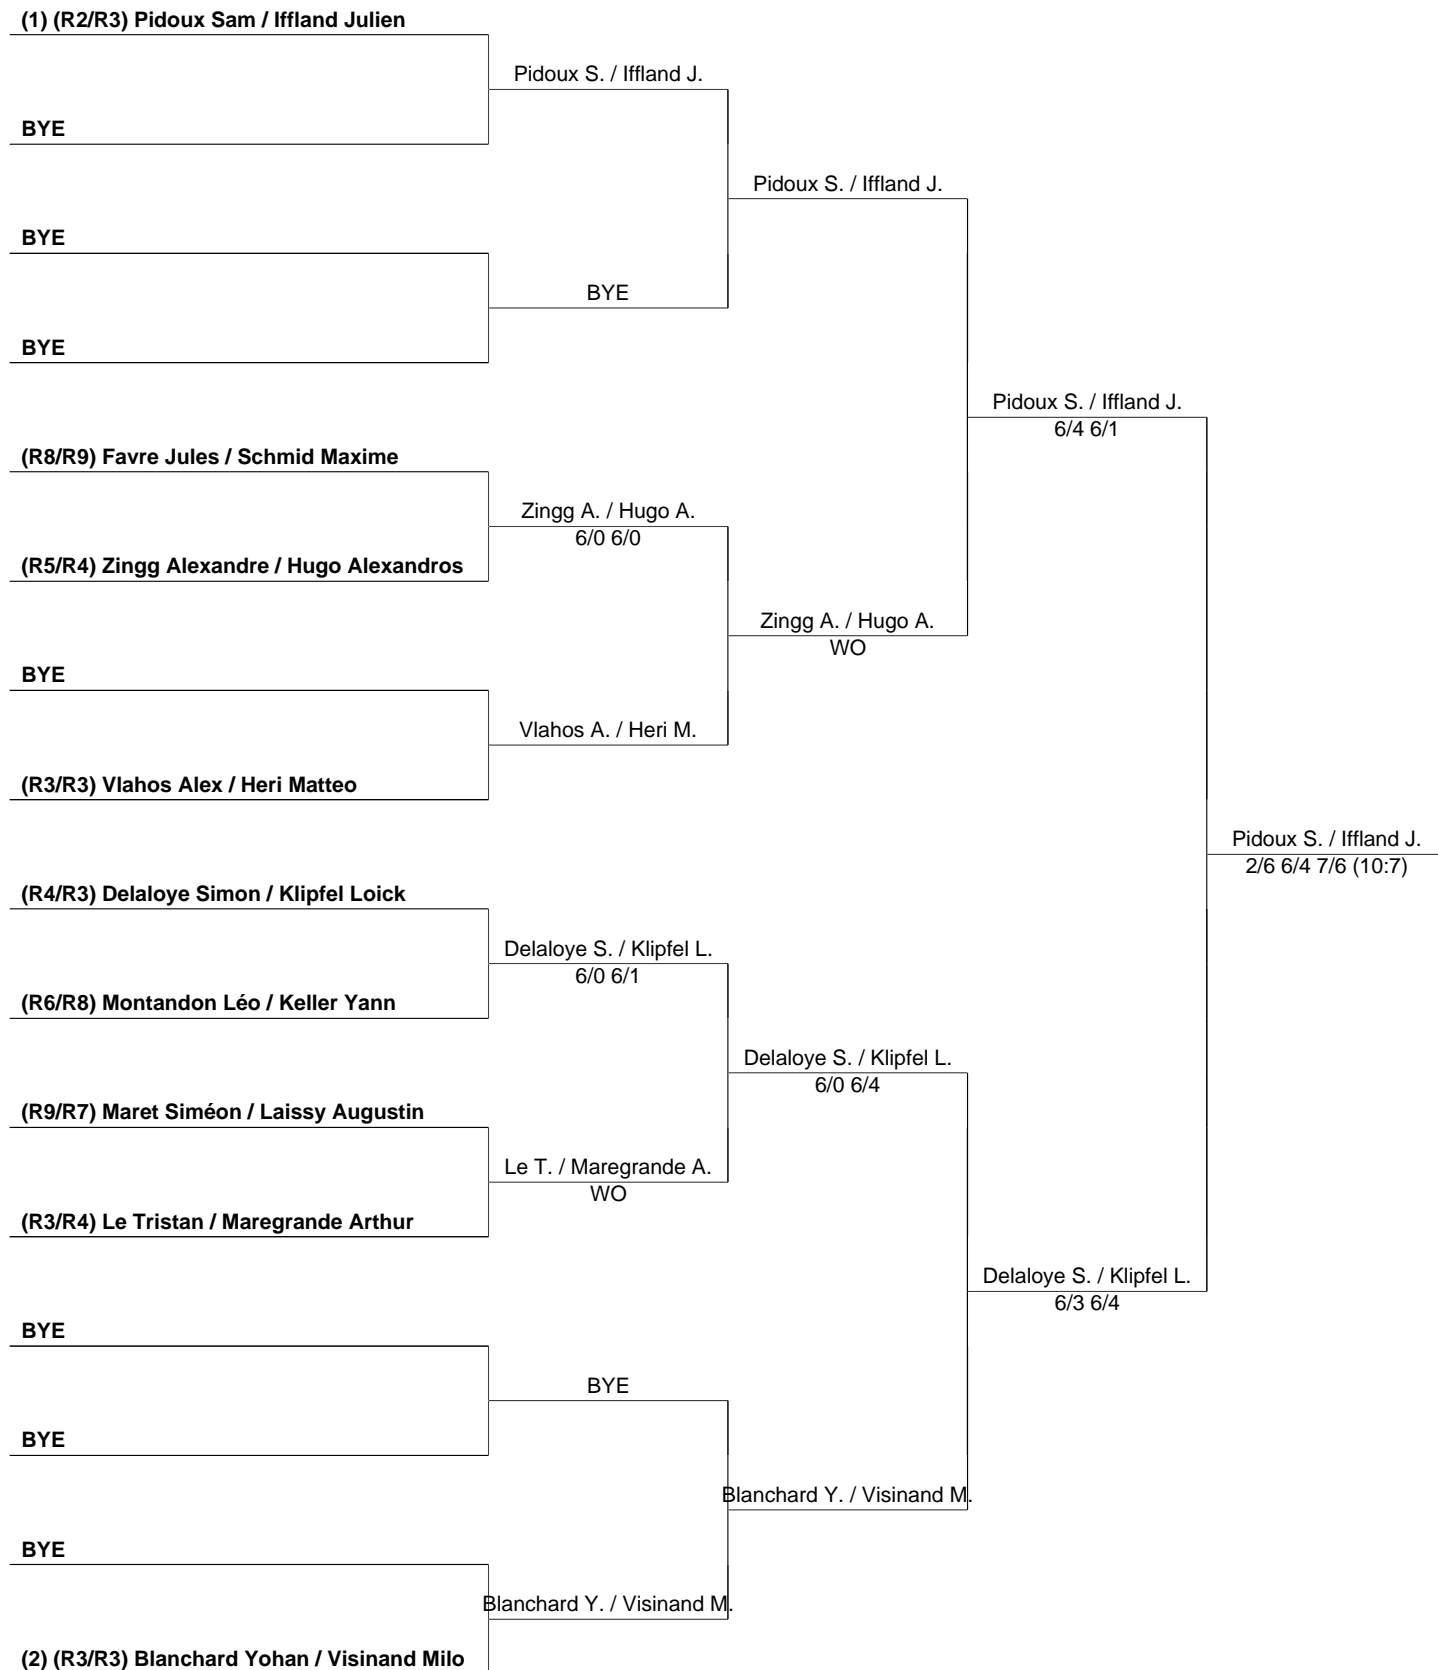 (1) (R2/R3) Pidoux Sam / Iffland Julien
Pidoux S. / Iffland J.
BYE
Pidoux S. / Iffland J.
BYE
BYE
BYE
Pidoux S. / Iffland J.
6/4 6/1
(R8/R9) Favre Jules / Schmid Maxime
Zingg A. / Hugo A.
6/0 6/0
(R5/R4) Zingg Alexandre / Hugo Alexandros
Zingg A. / Hugo A.
WO
BYE
Vlahos A. / Heri M.
(R3/R3) Vlahos Alex / Heri Matteo
Pidoux S. / Iffland J.
2/6 6/4 7/6 (10:7)
(R4/R3) Delaloye Simon / Klipfel Loick
Delaloye S. / Klipfel L.
6/0 6/1
(R6/R8) Montandon Léo / Keller Yann
Delaloye S. / Klipfel L.
6/0 6/4
(R9/R7) Maret Siméon / Laissy Augustin
Le T. / Maregrande A.
WO
(R3/R4) Le Tristan / Maregrande Arthur
Delaloye S. / Klipfel L.
6/3 6/4
BYE
BYE
BYE
Blanchard Y. / Visinand M.
BYE
Blanchard Y. / Visinand M.
(2) (R3/R3) Blanchard Yohan / Visinand Milo